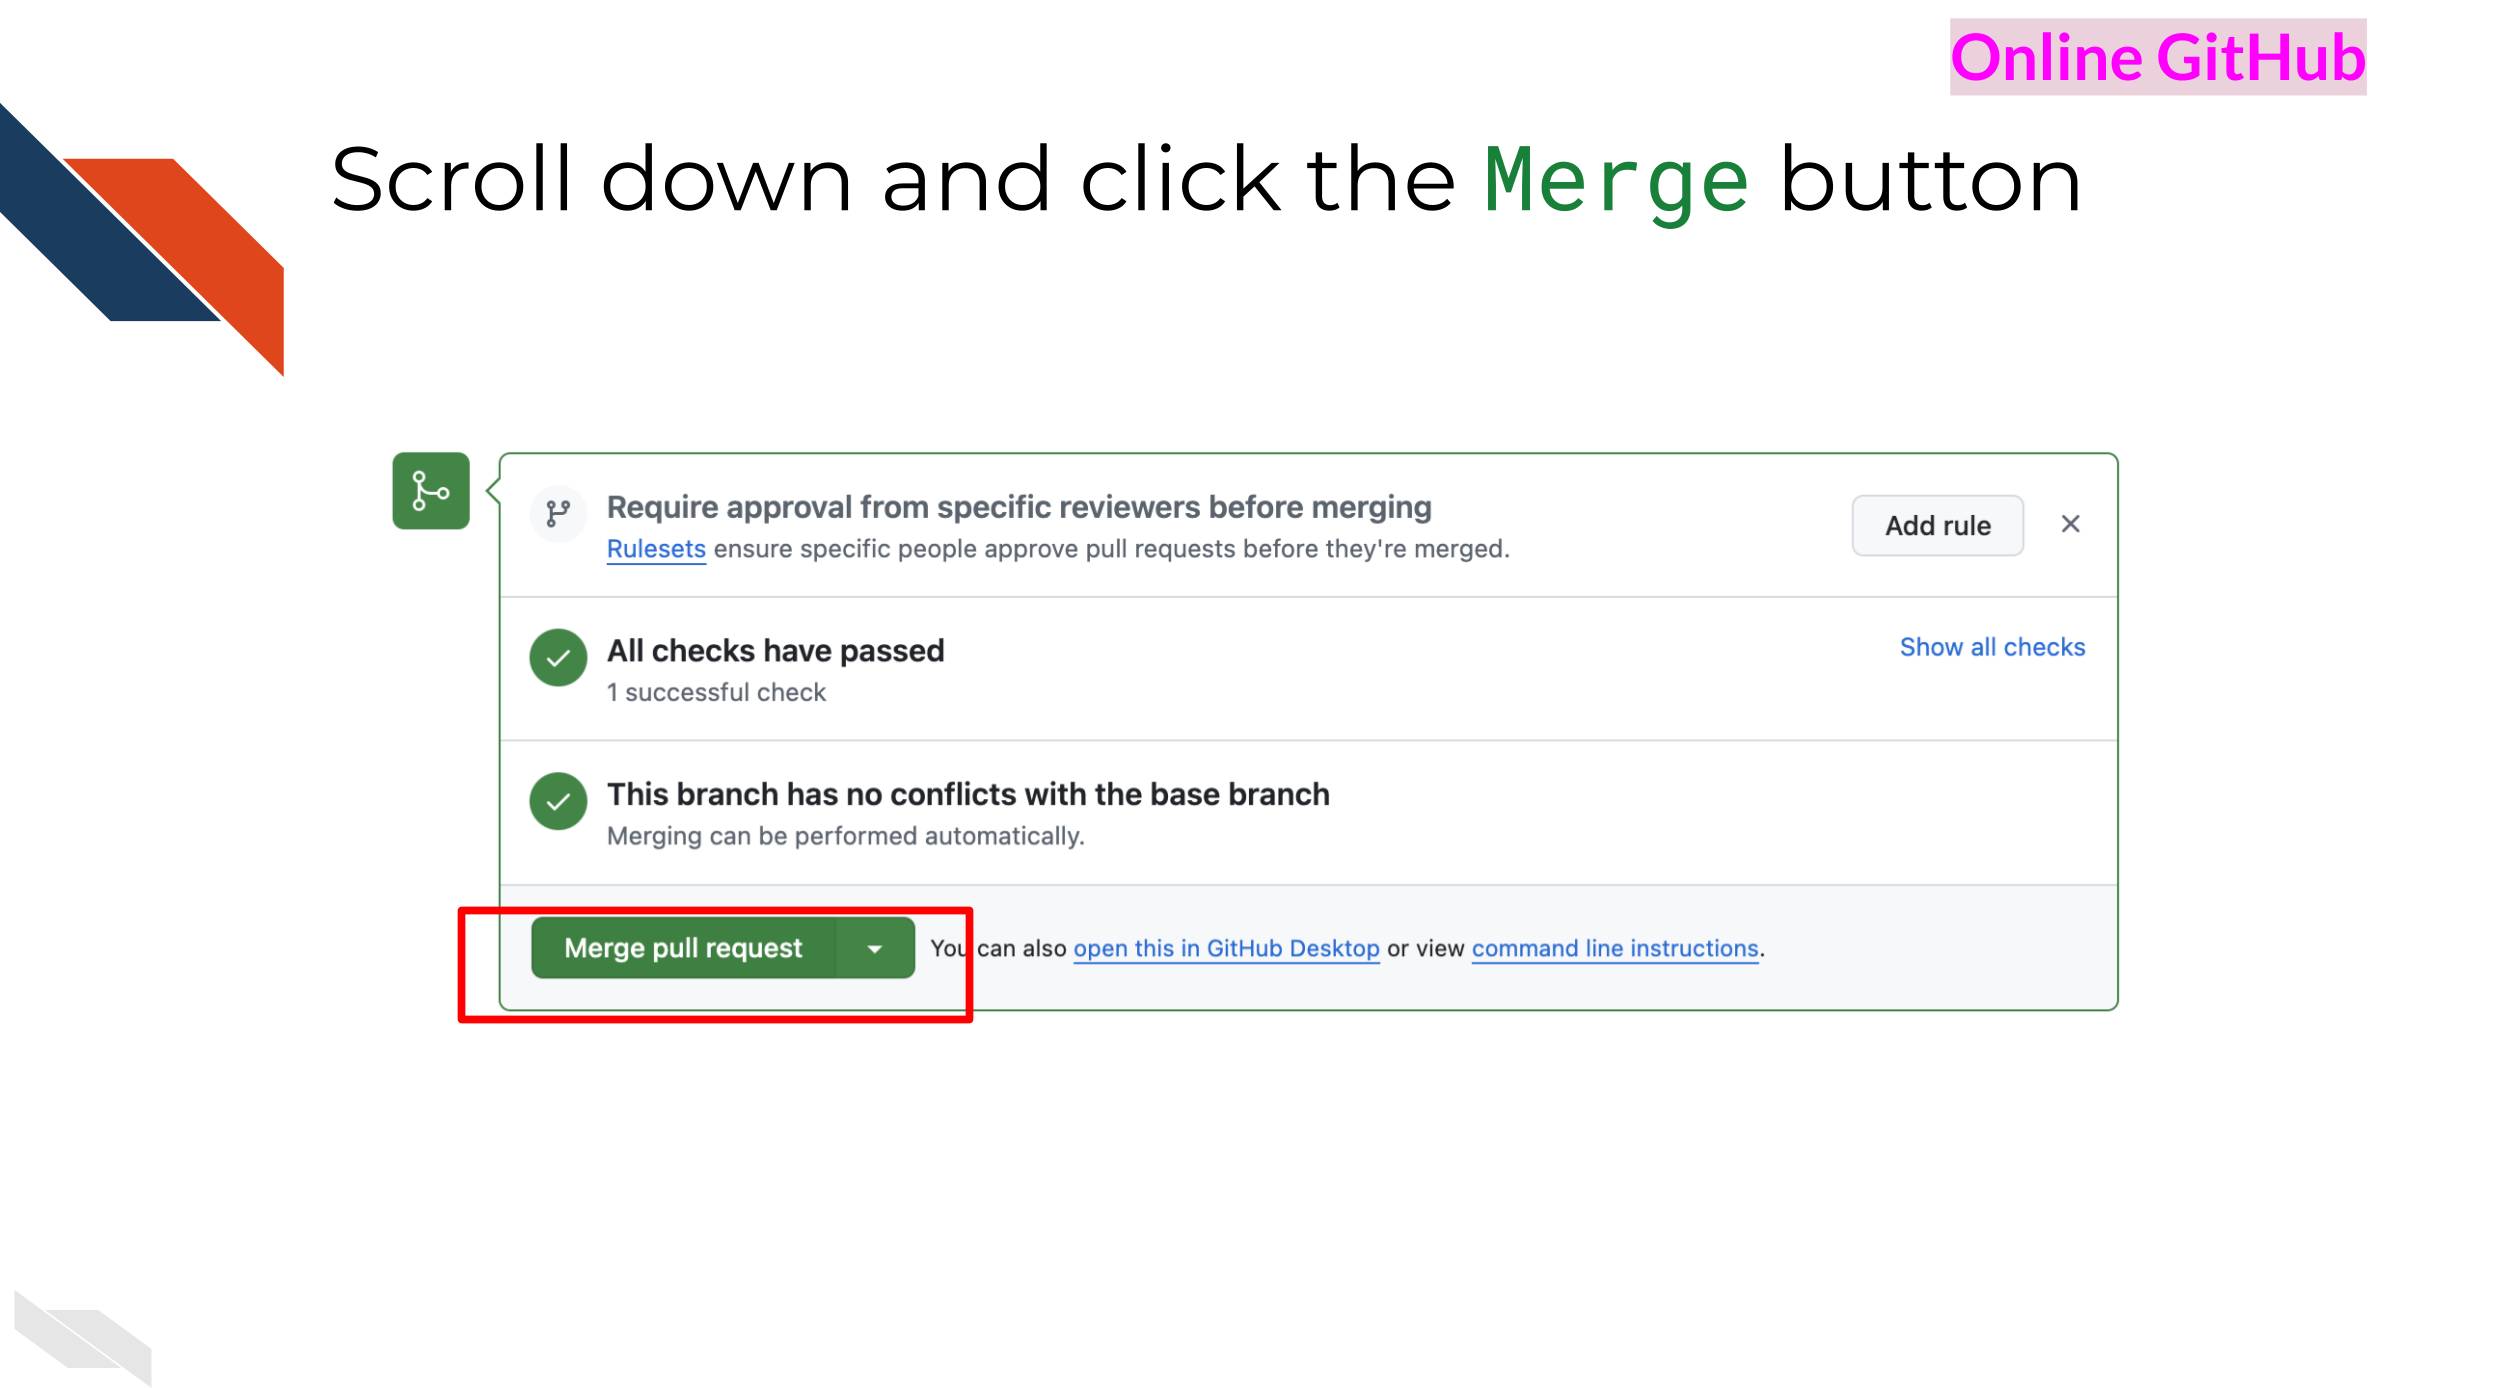 Online GitHub
Scroll down and click the Merge button
Require approval from specific reviewers before merging
Rulesets ensure specific people approve pull requests before they're merged.
Add rule
All checks have passed
1 successful check
Show all checks
This branch has no conflicts with the base branch
Merging can be performed automatically.
Merge pull request
You can also open this in GitHub Desktop or view command line instructions.